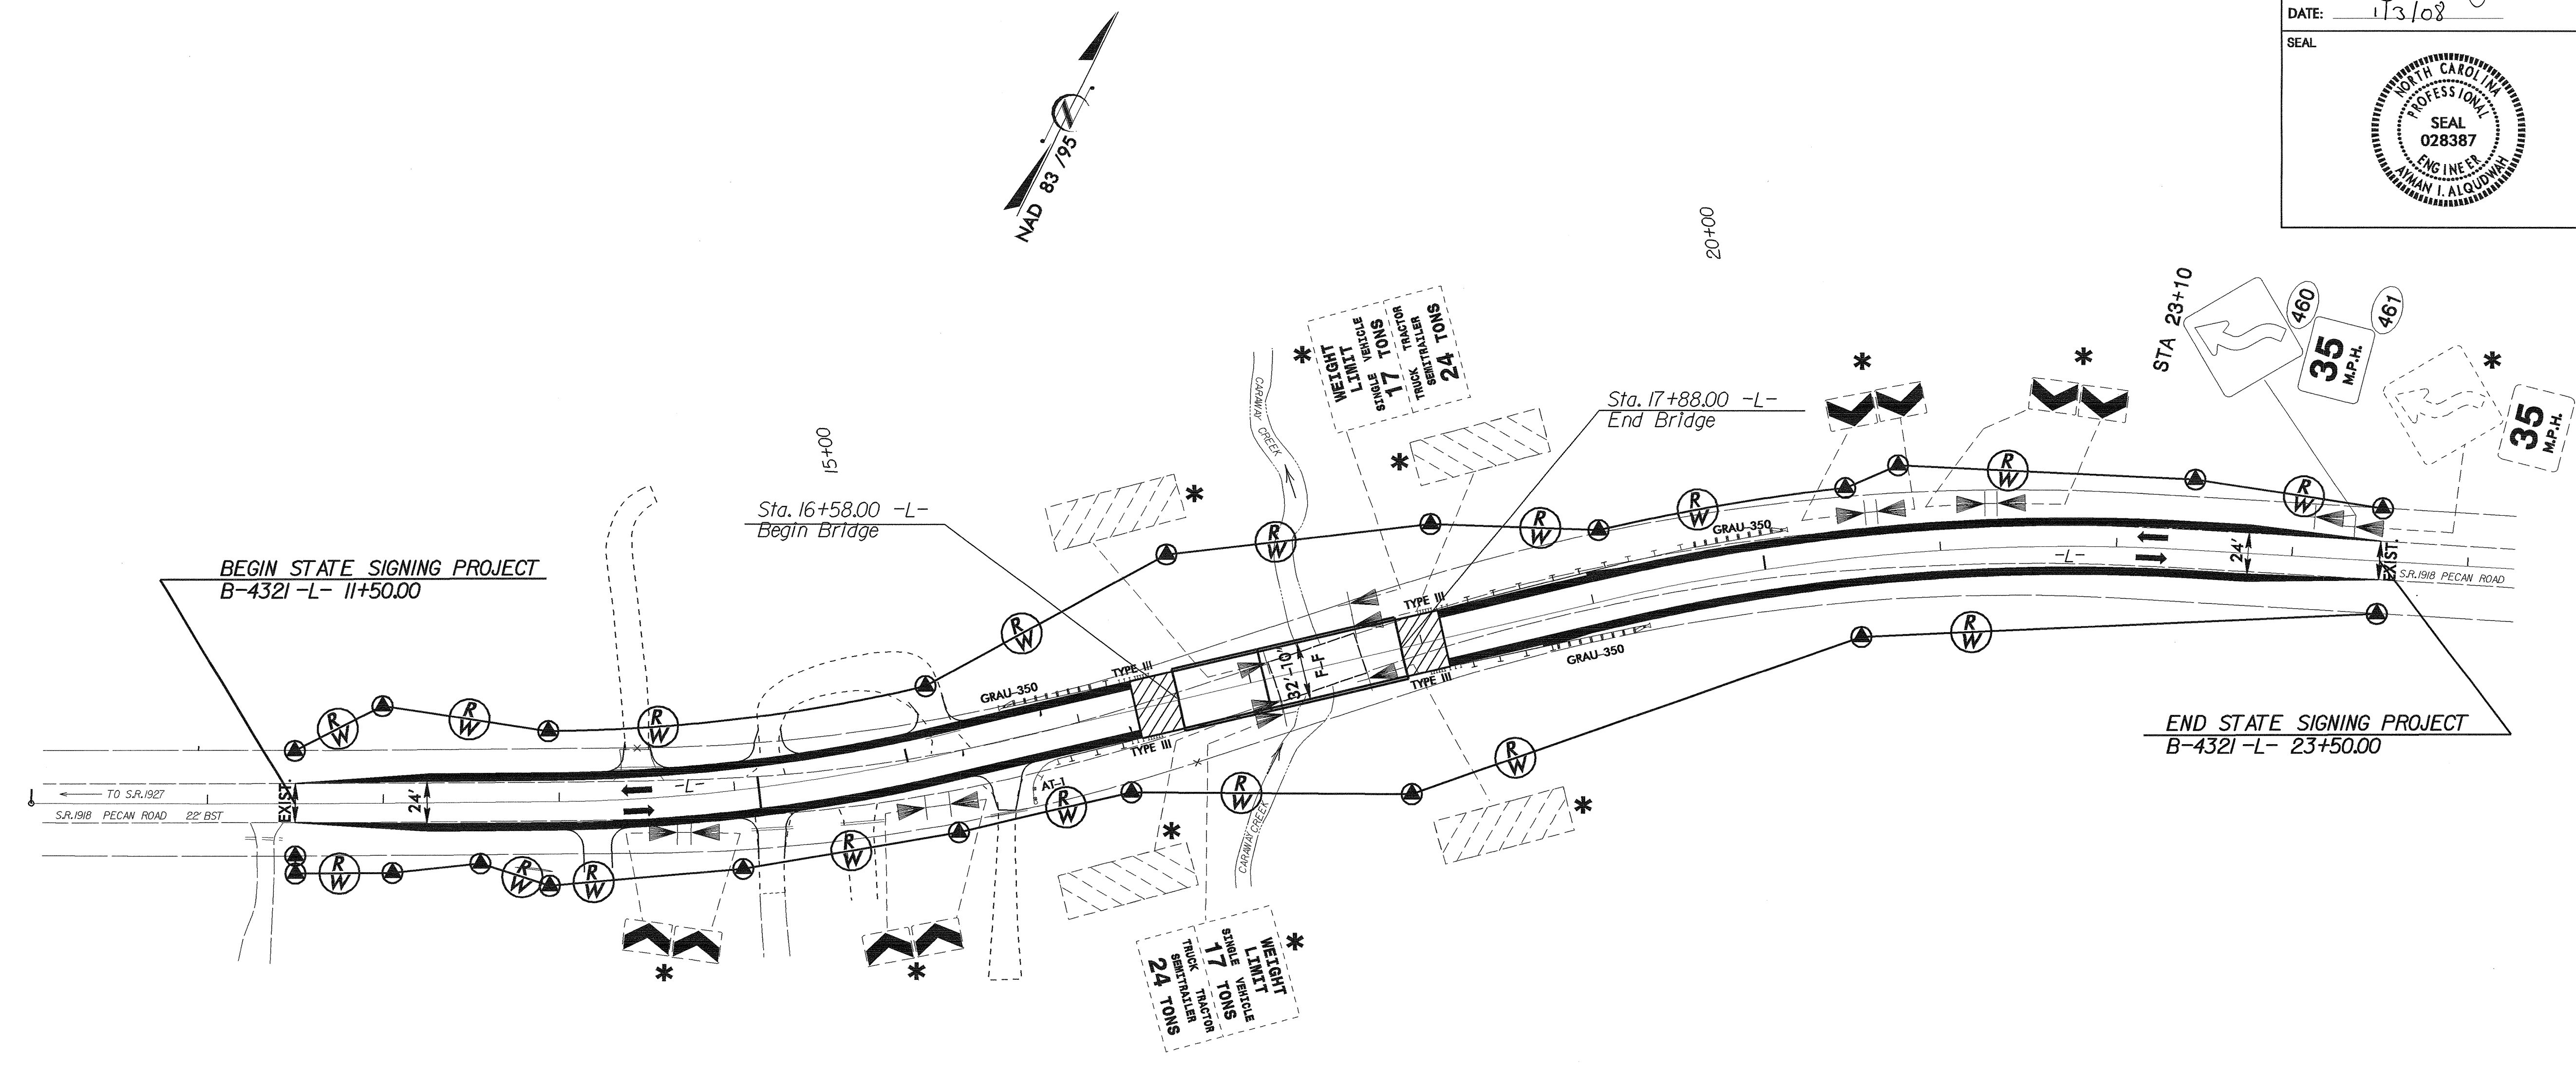 DATE: 1/3/08
SEAL
NORTH CAROLINA
PROFESSIONAL
SEAL
028387
ENGINEER
AYMAN I. ALQUDWAH
NAD 83 /95
20+00
15+00
STA 23+10
460
35
M.P.H.
461
*
35
M.P.H.
*
*
*
WEIGHT
LIMIT
SINGLE VEHICLE
17 TONS
TRUCK TRACTOR
SEMITRAILER
24 TONS
*
*
CARAWAY CREEK
Sta. 17+88.00 -L-
End Bridge
Sta. 16+58.00 -L-
Begin Bridge
BEGIN STATE SIGNING PROJECT
B-4321 -L- 11+50.00
R
W
R
W
R
W
R
W
R
W
R
W
R
W
R
W
R
W
GRAU 350
TYPE III
-L-
24'
EXIST.
S.R.1918 PECAN ROAD
32'-10"
F-F
TYPE III
TYPE III
GRAU 350
GRAU 350
TYPE III
R
W
R
W
R
W
END STATE SIGNING PROJECT
B-4321 -L- 23+50.00
TO S.R.1927
EXIST.
24'
-L-
S.R.1918 PECAN ROAD 22' BST
AT-1
R
W
R
W
R
W
R
W
R
W
CARAWAY CREEK
*
*
*
*
*
WEIGHT
LIMIT
SINGLE VEHICLE
17 TONS
TRUCK TRACTOR
SEMITRAILER
24 TONS